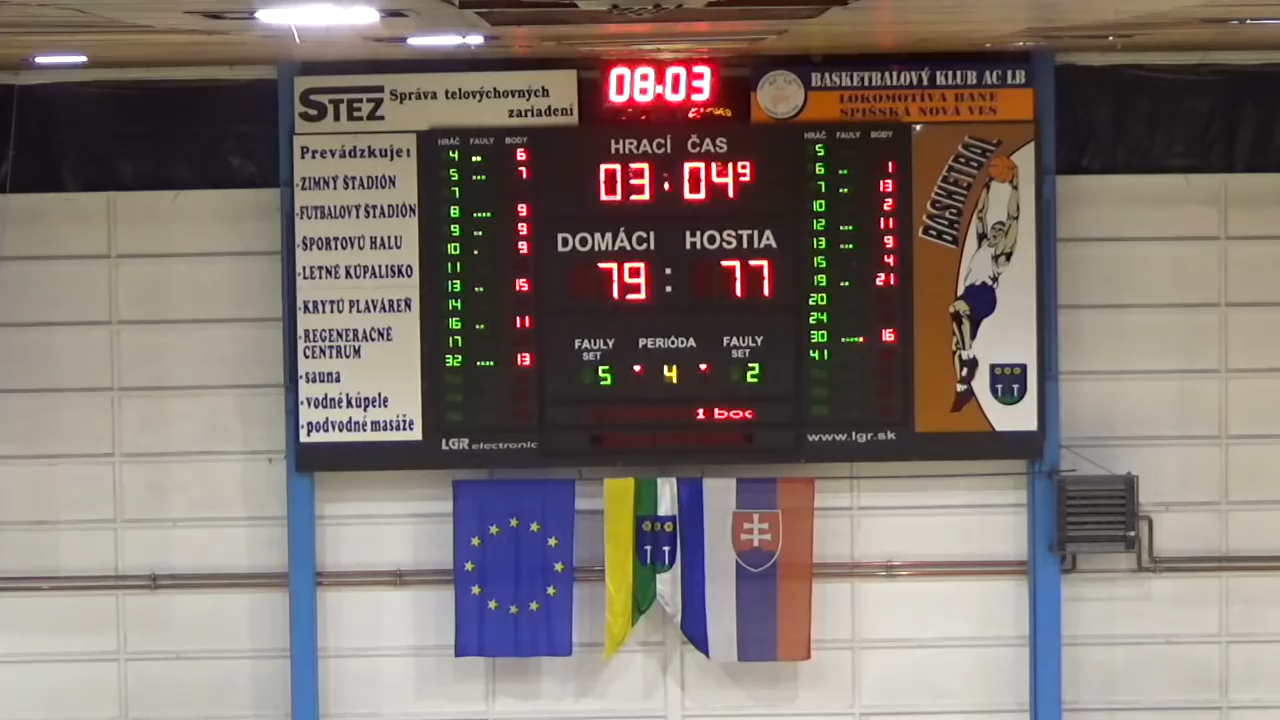 STEZ Správa telovýchovných
zariadení
08:03
BASKETBALOVÝ KLUB AC LB
LOKOMOTÍVA BANE
SPIŠSKÁ NOVÁ VES
Prevádzkuje:
·ZIMNÝ ŠTADIÓN
·FUTBALOVÝ ŠTADIÓN
·ŠPORTOVÚ HALU
·LETNÉ KÚPALISKO
·KRYTÚ PLAVÁREŇ
·REGENERAČNÉ
CENTRUM
·sauna
·vodné kúpele
·podvodné masáže
HRÁČ FAULY BODY
4 6
5 7
7
8 9
9 9
10 9
11
13 15
14
16 11
17
32 13
LGR electronic
HRACÍ ČAS
03:04 9
DOMÁCI HOSTIA
79 : 77
FAULY PERIÓDA FAULY
SET SET
5 4 2
1 boc
HRÁČ FAULY BODY
5
6 1
7 13
10 2
12 11
13 9
15 4
19 21
20
24
30 16
41
www.lgr.sk
BASKETBAL